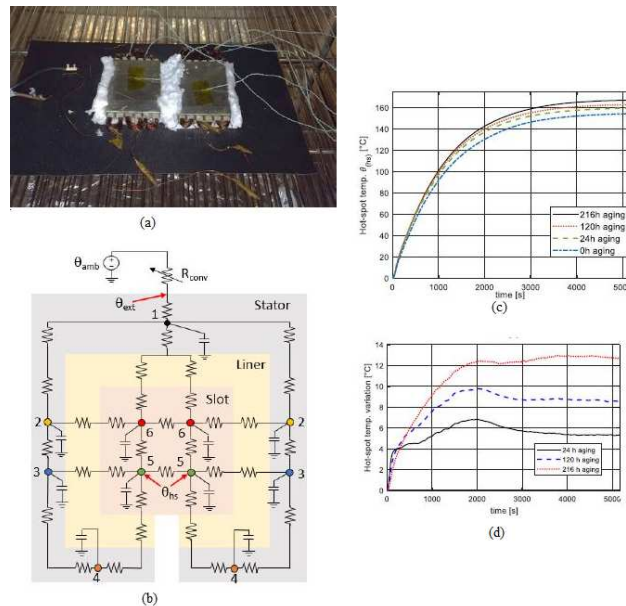 (a)
θamb
Rconv
θext
1
Stator
Liner
Slot
2
6
6
2
3
5
5
3
θhs
4
4
(b)
Hot-spot temp. θ(hs) [°C]
160
140
120
100
80
60
40
20
0
216h aging
120h aging
24h aging
0h aging
0 1000 2000 3000 4000 5000
time [s]
(c)
Hot-spot temp. variation [°C]
14
12
10
8
6
4
2
0
24 h aging
120 h aging
216 h aging
0 1000 2000 3000 4000 5000
time [s]
(d)